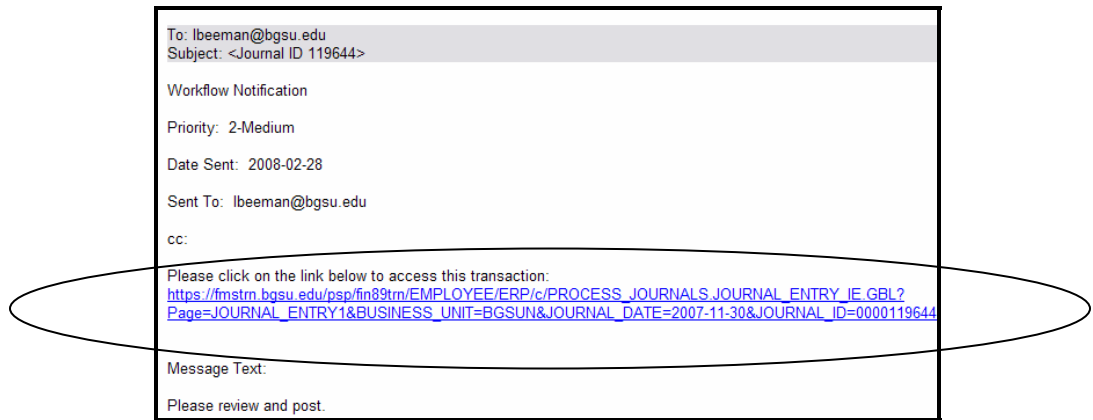 To: lbeeman@bgsu.edu
Subject: <Journal ID 119644>
Workflow Notification
Priority: 2-Medium
Date Sent: 2008-02-28
Sent To: lbeeman@bgsu.edu
cc:
Please click on the link below to access this transaction:
https://fmstrn.bgsu.edu/psp/fin89trn/EMPLOYEE/ERP/c/PROCESS_JOURNALS.JOURNAL_ENTRY_IE.GBL?
Page=JOURNAL_ENTRY1&BUSINESS_UNIT=BGSUN&JOURNAL_DATE=2007-11-30&JOURNAL_ID=0000119644
Message Text:
Please review and post.